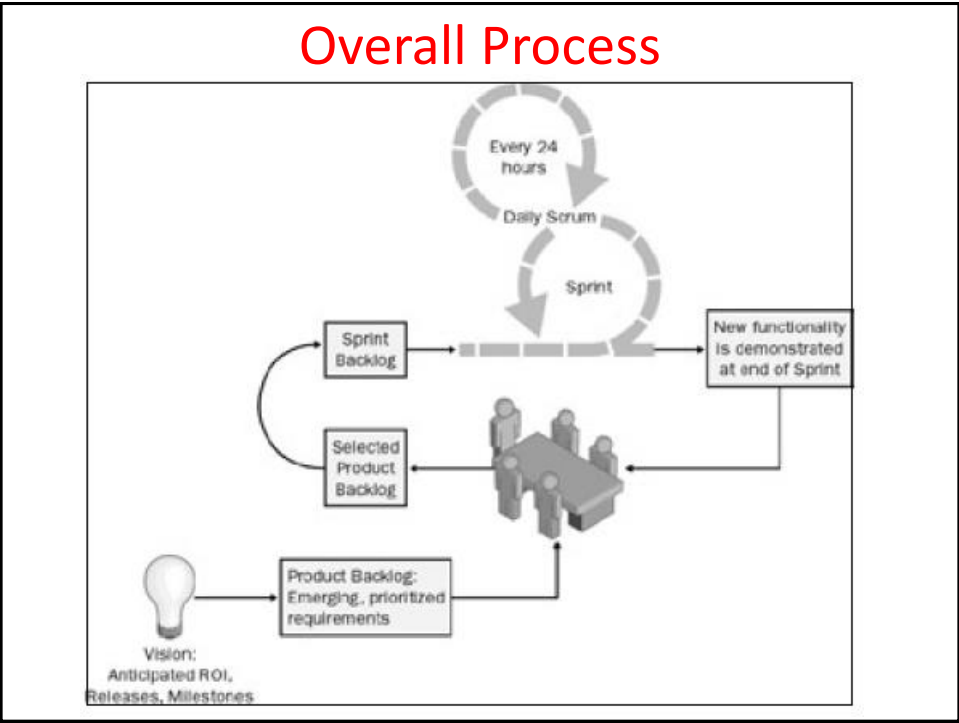 Overall Process
Every 24
hours
Daily Scrum
Sprint
Sprint
Backlog
New functionality
is demonstrated
at end of Sprint
Selected
Product
Backlog
Product Backlog:
Emerging, prioritized
requirements
Vision:
Anticipated ROI,
Releases, Milestones